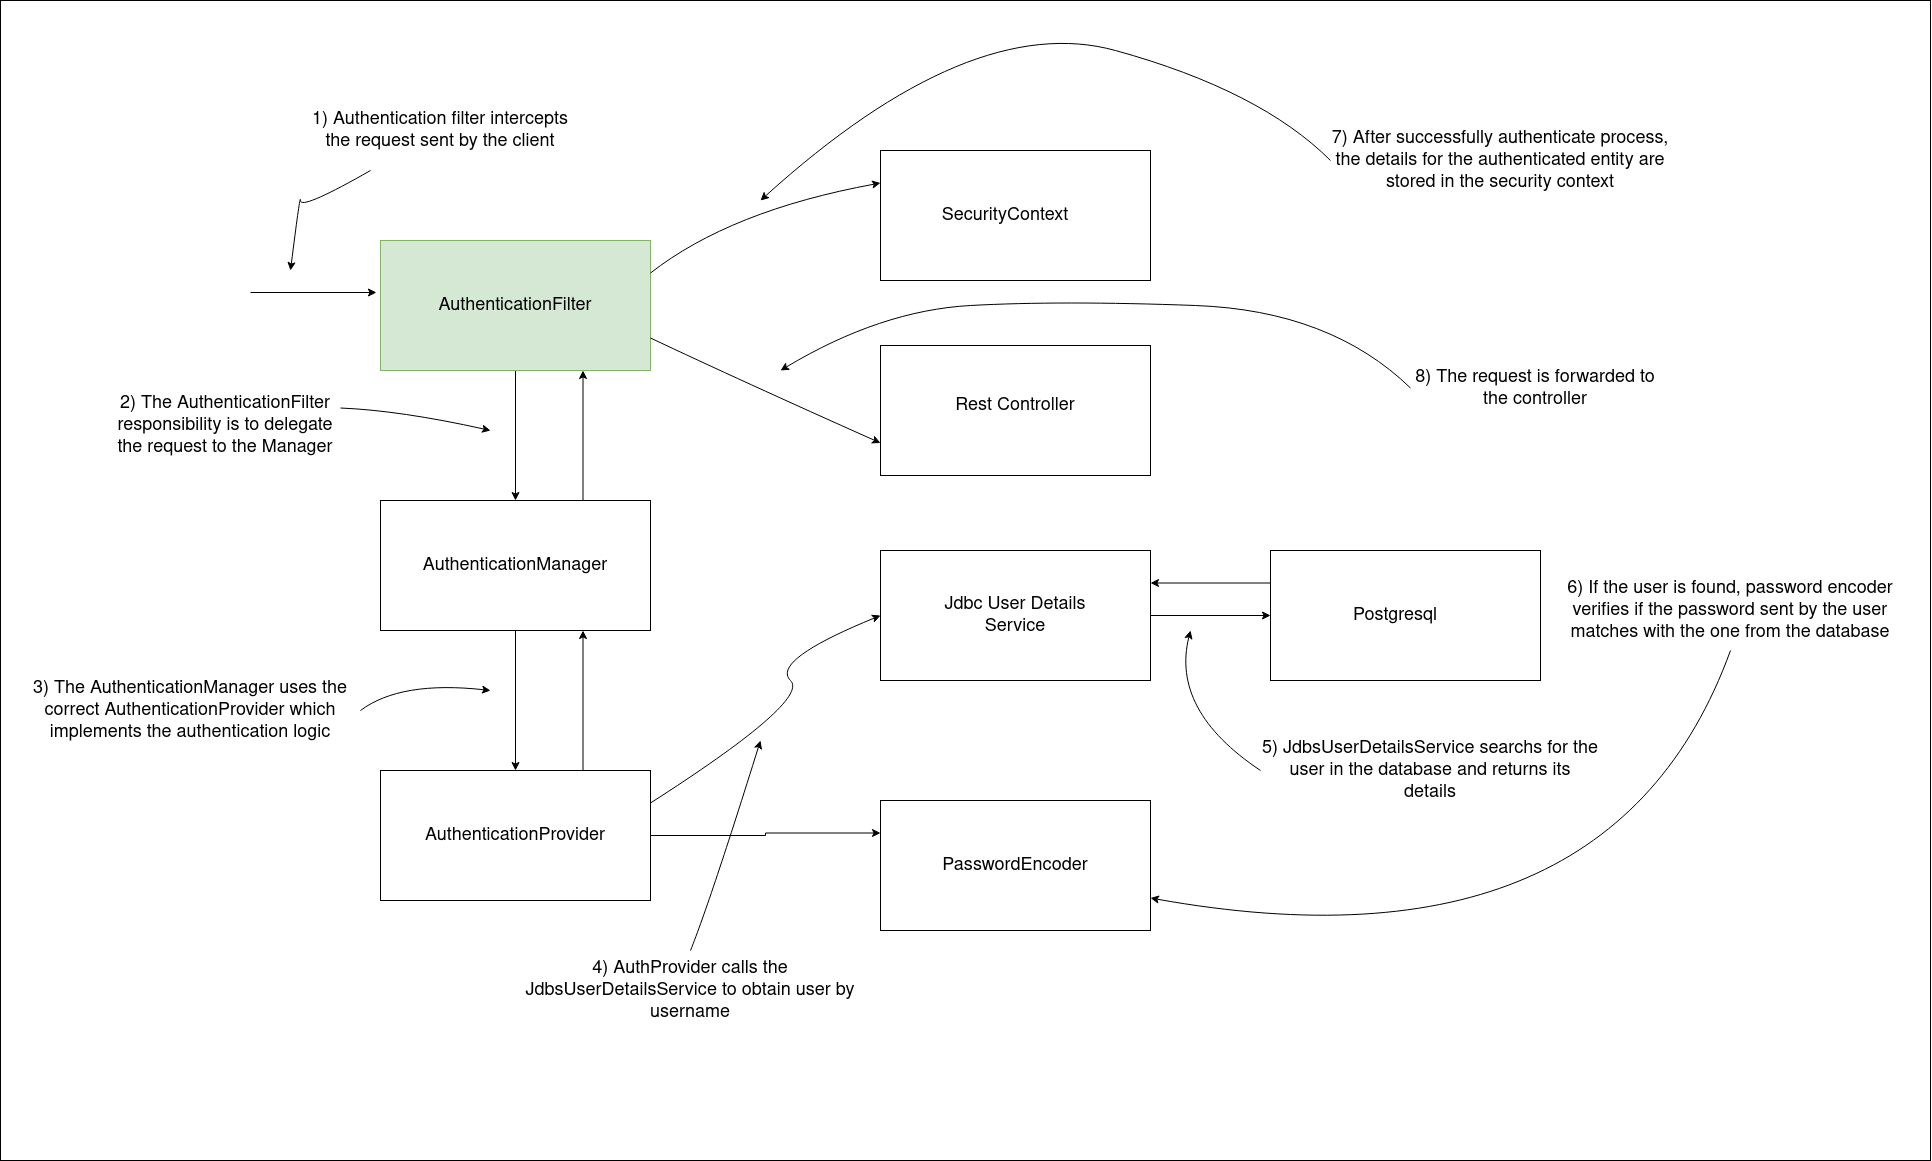 1) Authentication filter intercepts
the request sent by the client
7) After successfully authenticate process,
the details for the authenticated entity are
stored in the security context
SecurityContext
AuthenticationFilter
8) The request is forwarded to
the controller
Rest Controller
2) The AuthenticationFilter
responsibility is to delegate
the request to the Manager
AuthenticationManager
Jdbc User Details
Service
Postgresql
6) If the user is found, password encoder
verifies if the password sent by the user
matches with the one from the database
3) The AuthenticationManager uses the
correct AuthenticationProvider which
implements the authentication logic
5) JdbsUserDetailsService searchs for the
user in the database and returns its
details
AuthenticationProvider
PasswordEncoder
4) AuthProvider calls the
JdbsUserDetailsService to obtain user by
username